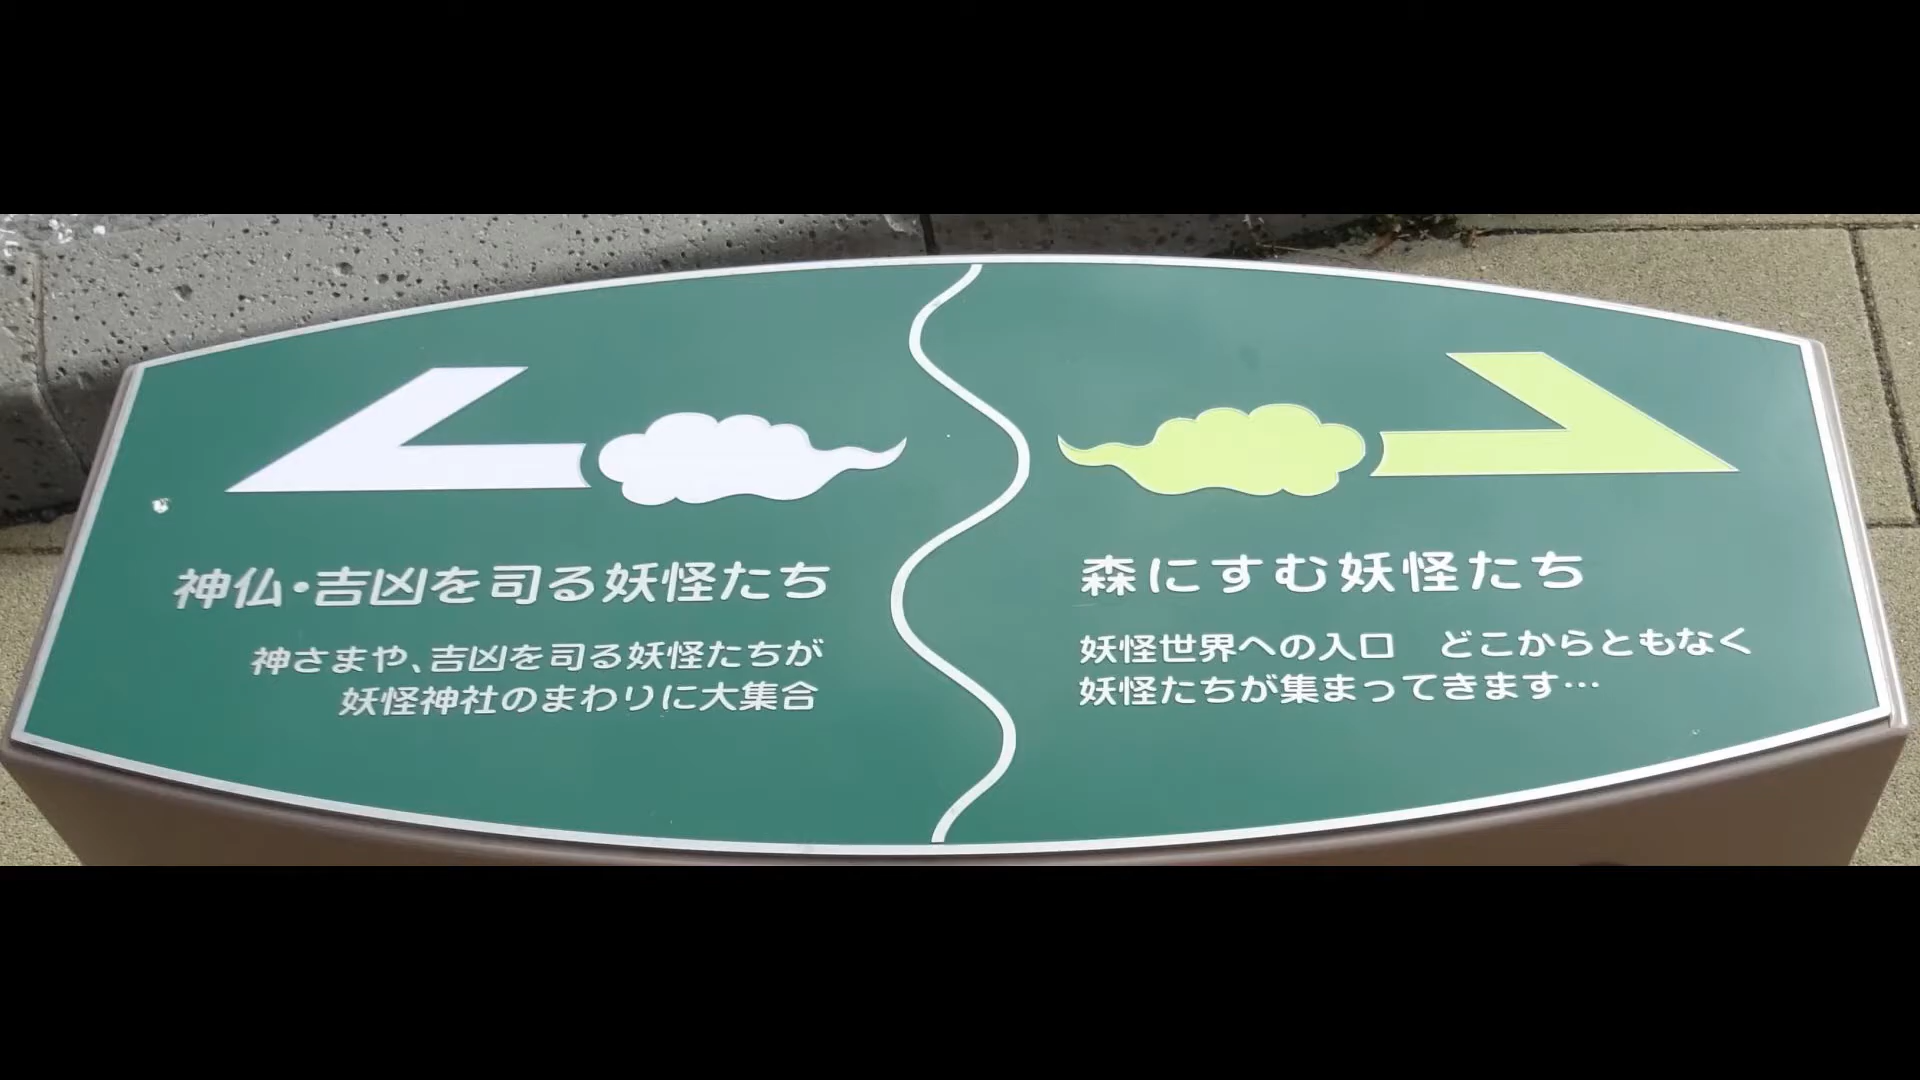 神仏・吉凶を司る妖怪たち
神さまや、吉凶を司る妖怪たちが
妖怪神社のまわりに大集合
森にすむ妖怪たち
妖怪世界への入口　どこからともなく
妖怪たちが集まってきます…